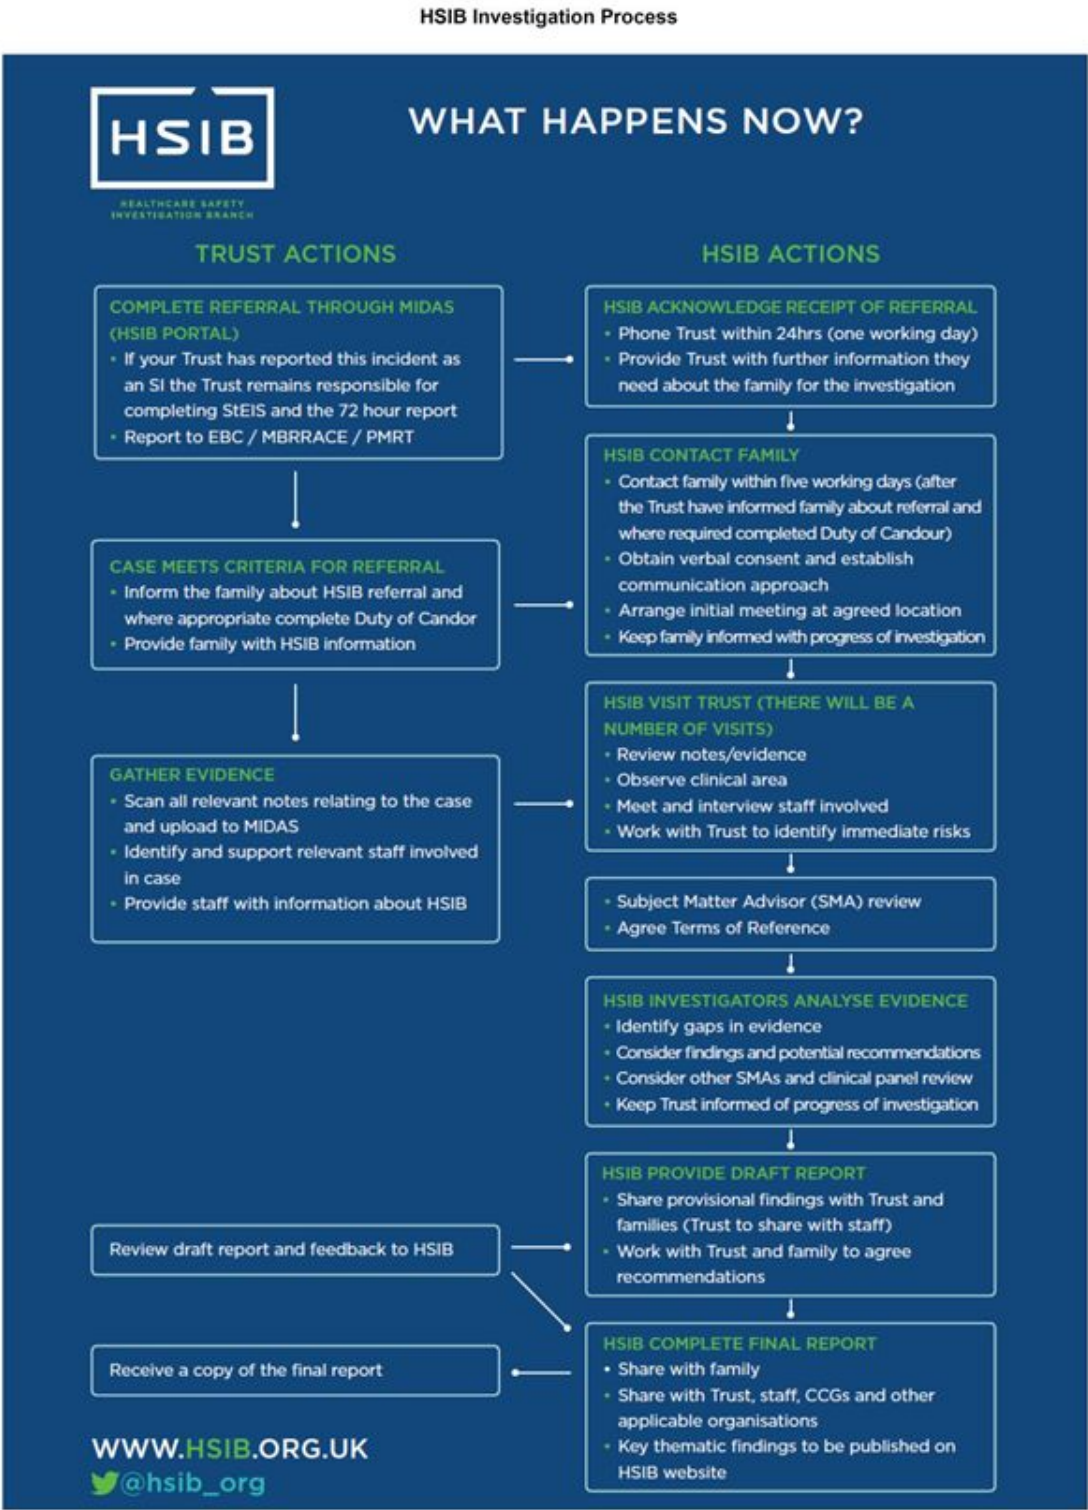 HSIB Investigation Process
HSIB
HEALTHCARE SAFETY
INVESTIGATION BRANCH
WHAT HAPPENS NOW?
TRUST ACTIONS
COMPLETE REFERRAL THROUGH MIDAS
(HSIB PORTAL)
• If your Trust has reported this incident as
an SI the Trust remains responsible for
completing StEIS and the 72 hour report
• Report to EBC / MBRRACE / PMRT
CASE MEETS CRITERIA FOR REFERRAL
• Inform the family about HSIB referral and
where appropriate complete Duty of Candor
• Provide family with HSIB information
GATHER EVIDENCE
• Scan all relevant notes relating to the case
and upload to MIDAS
• Identify and support relevant staff involved
in case
• Provide staff with information about HSIB
Review draft report and feedback to HSIB
Receive a copy of the final report
HSIB ACTIONS
HSIB ACKNOWLEDGE RECEIPT OF REFERRAL
• Phone Trust within 24hrs (one working day)
• Provide Trust with further information they
need about the family for the investigation
HSIB CONTACT FAMILY
• Contact family within five working days (after
the Trust have informed family about referral and
where required completed Duty of Candour)
• Obtain verbal consent and establish
communication approach
• Arrange initial meeting at agreed location
• Keep family informed with progress of investigation
HSIB VISIT TRUST (THERE WILL BE A
NUMBER OF VISITS)
• Review notes/evidence
• Observe clinical area
• Meet and interview staff involved
• Work with Trust to identify immediate risks
• Subject Matter Advisor (SMA) review
• Agree Terms of Reference
HSIB INVESTIGATORS ANALYSE EVIDENCE
• Identify gaps in evidence
• Consider findings and potential recommendations
• Consider other SMAs and clinical panel review
• Keep Trust informed of progress of investigation
HSIB PROVIDE DRAFT REPORT
• Share provisional findings with Trust and
families (Trust to share with staff)
• Work with Trust and family to agree
recommendations
HSIB COMPLETE FINAL REPORT
• Share with family
• Share with Trust, staff, CCGs and other
applicable organisations
• Key thematic findings to be published on
HSIB website
WWW.HSIB.ORG.UK
@hsib_org